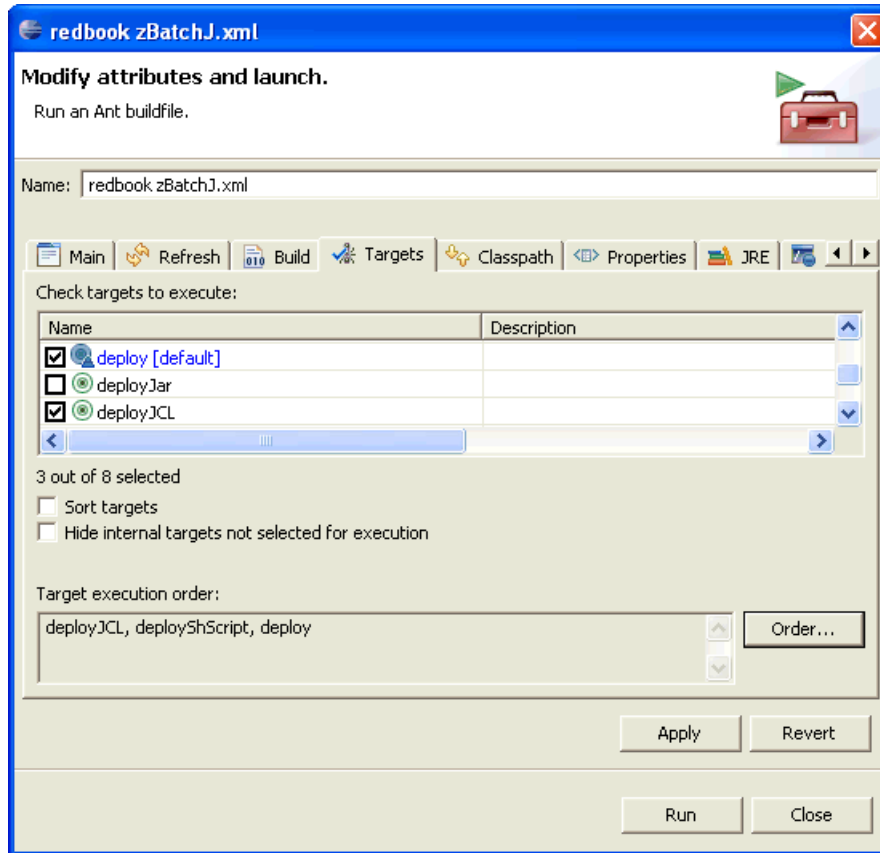 redbook zBatchJ.xml
Modify attributes and launch.
Run an Ant buildfile.
Name: redbook zBatchJ.xml
Main Refresh 010 Build Targets Classpath Properties JRE
Check targets to execute:
Name Description
deploy [default]
deployJar
deployJCL
3 out of 8 selected
Sort targets
Hide internal targets not selected for execution
Target execution order:
deployJCL, deployShScript, deploy
Order...
Apply Revert
Run Close